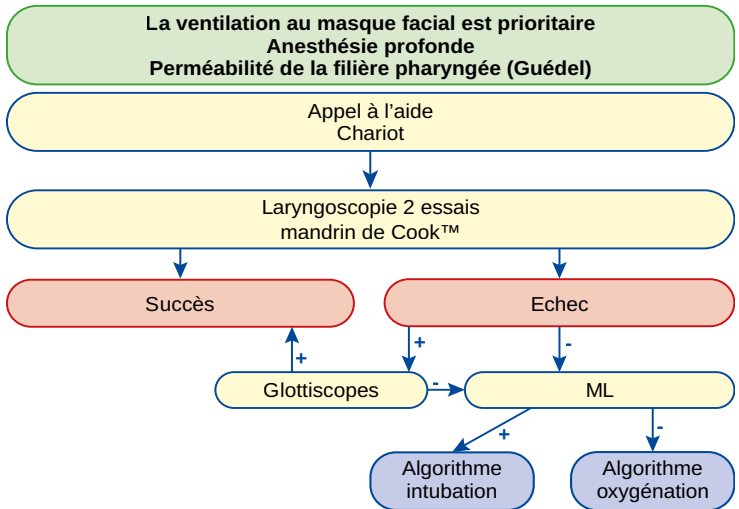 La ventilation au masque facial est prioritaire
Anesthésie profonde
Perméabilité de la filière pharyngée (Guédel)
Appel à l’aide
Chariot
Laryngoscopie 2 essais
mandrin de Cook™
Succès
Echec
+
+
-
Glottiscopes
-
ML
+
-
Algorithme
intubation
Algorithme
oxygénation